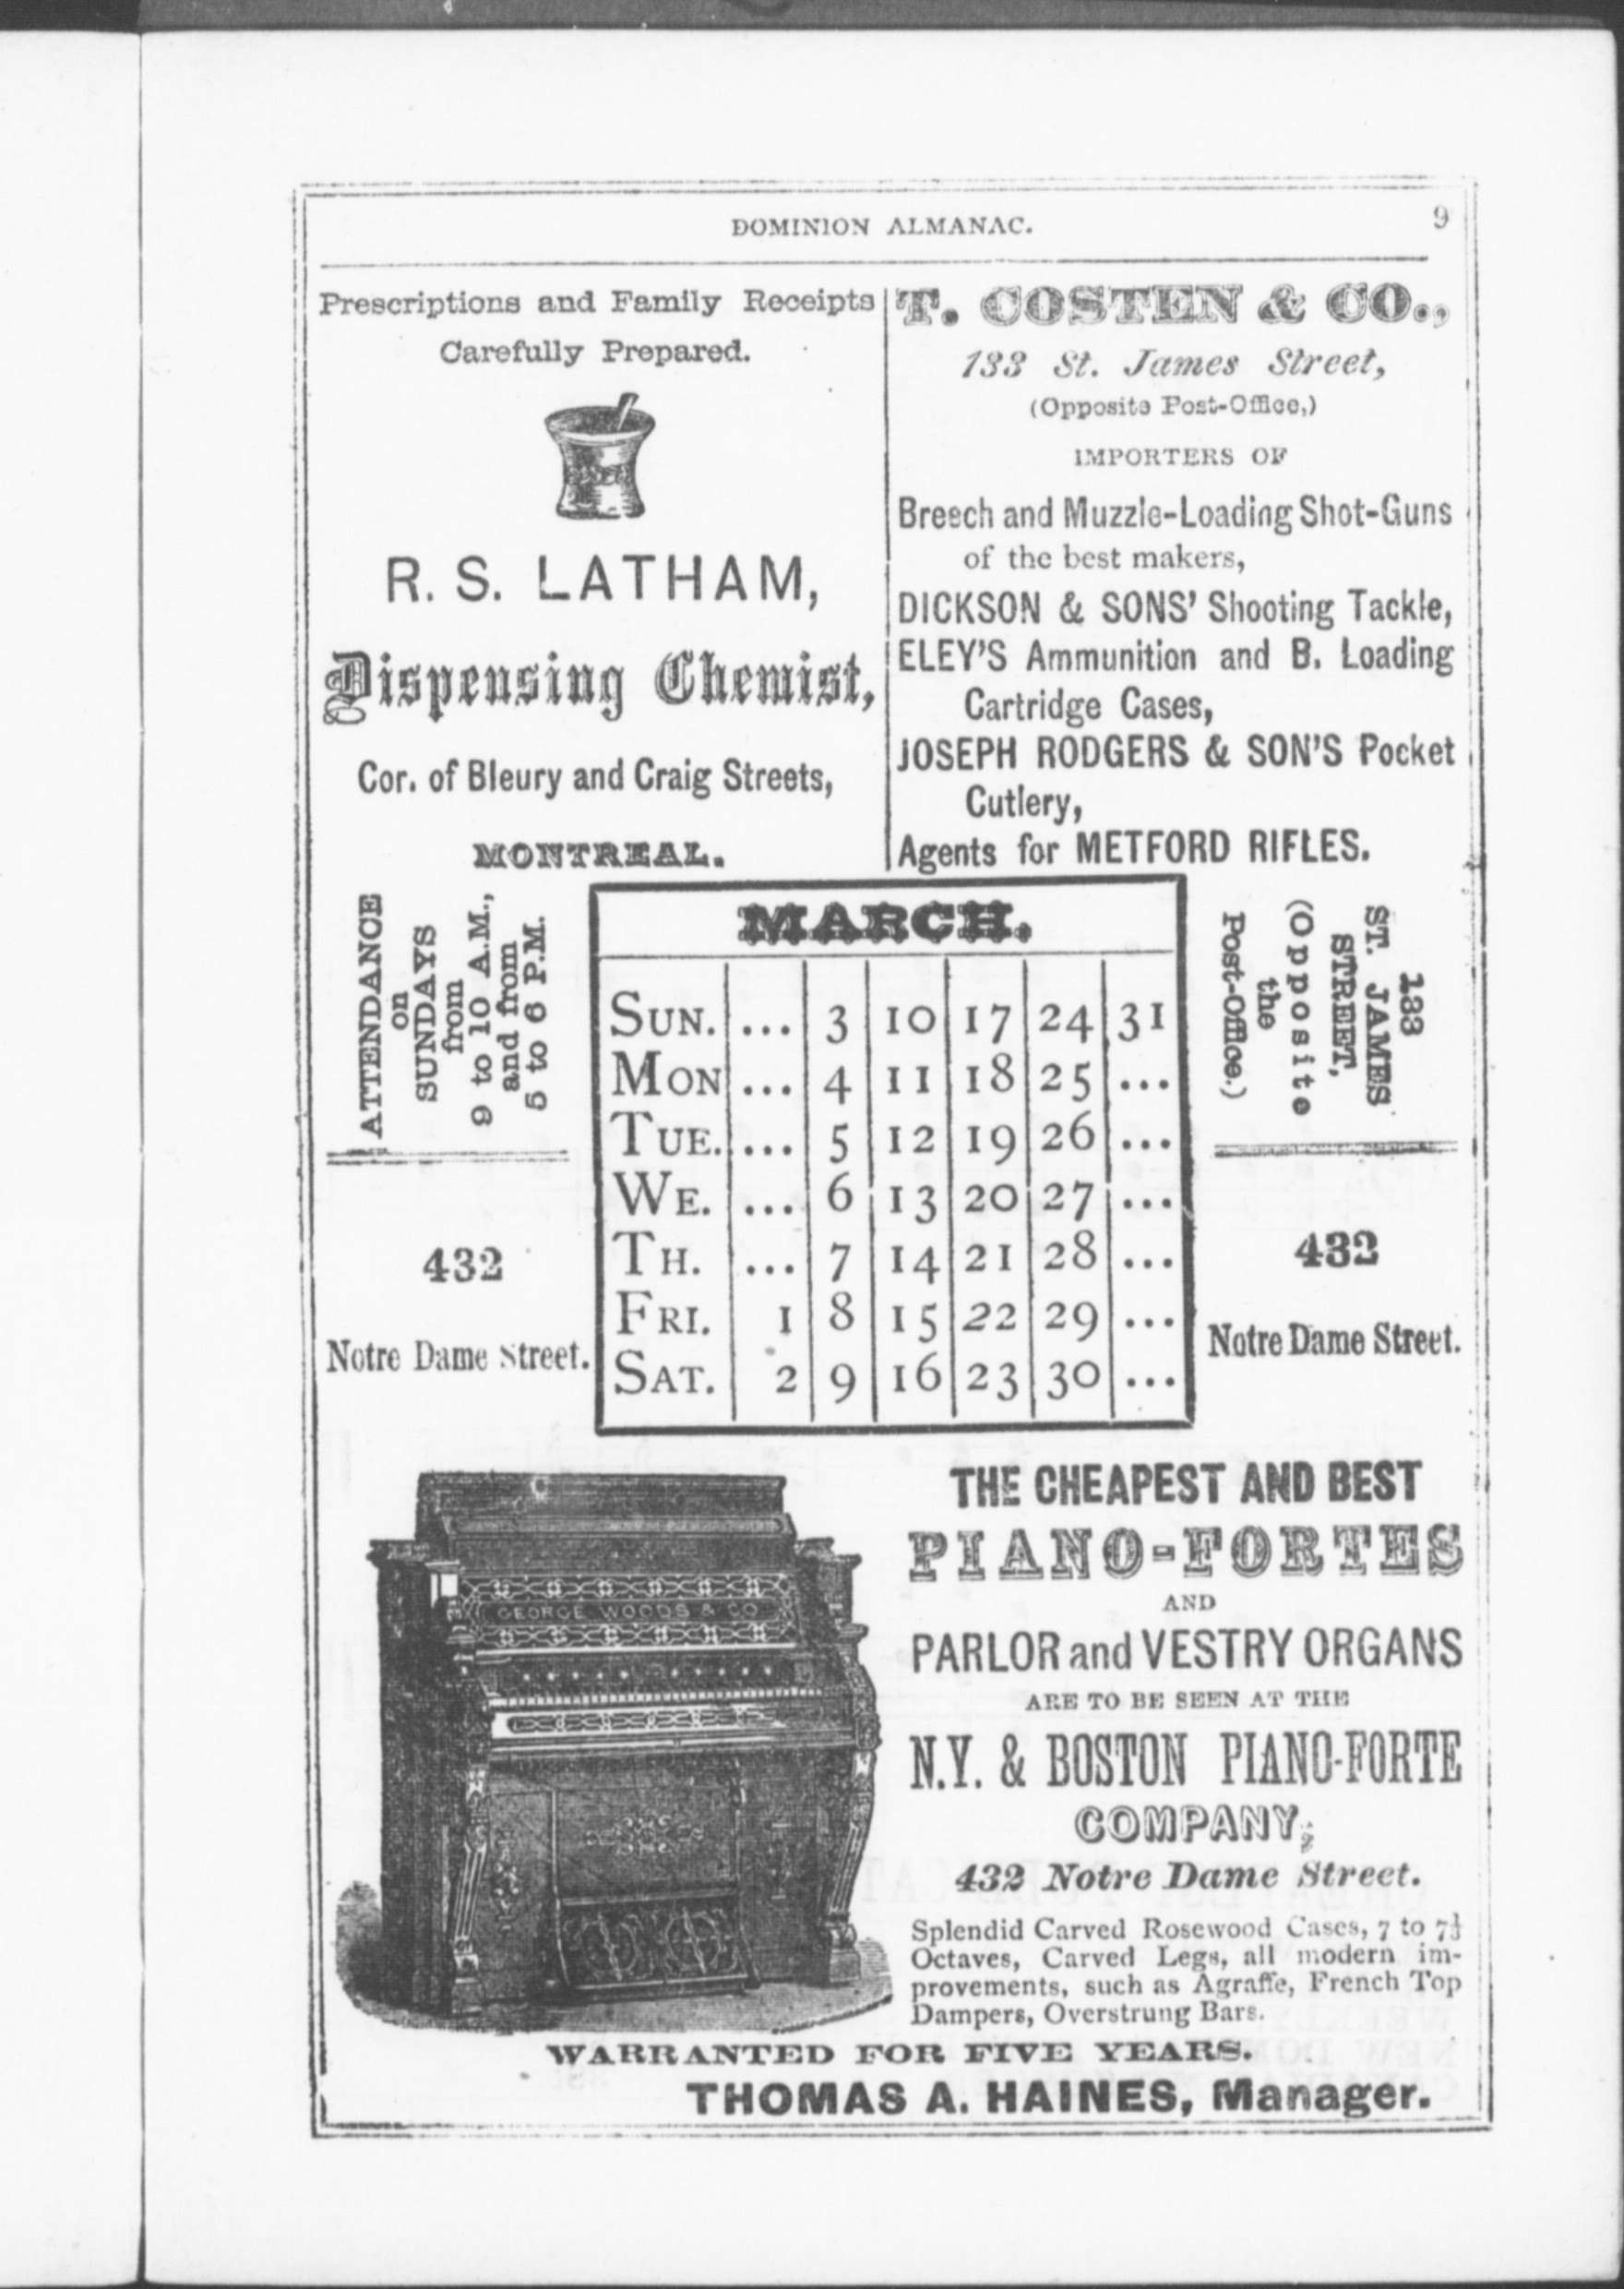 DOMINION ALMANAC. 9
Prescriptions and Family Receipts
Carefully Prepared.
R. S. LATHAM,
Dispensing Chemist,
Cor. of Bleury and Craig Streets,
MONTREAL.
T. COSTEN & CO.,
133 St. James Street,
(Opposite Post-Office,)
IMPORTERS OF
Breech and Muzzle-Loading Shot-Guns
of the best makers,
DICKSON & SONS' Shooting Tackle,
ELEY'S Ammunition and B. Loading
Cartridge Cases,
JOSEPH RODGERS & SON'S Pocket
Cutlery,
Agents for METFORD RIFLES.
ATTENDANCE
on
SUNDAYS
from
9 to 10 A.M.,
and from
5 to 6 P.M.
432
Notre Dame Street.
MARCH.
SUN. ... 3 10 17 24 31
MON ... 4 11 18 25 ...
TUE. ... 5 12 19 26 ...
WE. ... 6 13 20 27 ...
TH. ... 7 14 21 28 ...
FRI. 1 8 15 22 29 ...
SAT. 2 9 16 23 30 ...
133
ST. JAMES
STREET,
(Opposite
the
Post-Office.)
432
Notre Dame Street.
GEORGE WOODS & CO
THE CHEAPEST AND BEST
PIANO-FORTES
AND
PARLOR and VESTRY ORGANS
ARE TO BE SEEN AT THE
N.Y. & BOSTON PIANO-FORTE
COMPANY,
432 Notre Dame Street.
Splendid Carved Rosewood Cases, 7 to 7⅓
Octaves, Carved Legs, all modern im-
provements, such as Agraffe, French Top
Dampers, Overstrung Bars.
WARRANTED FOR FIVE YEARS.
THOMAS A. HAINES, Manager.